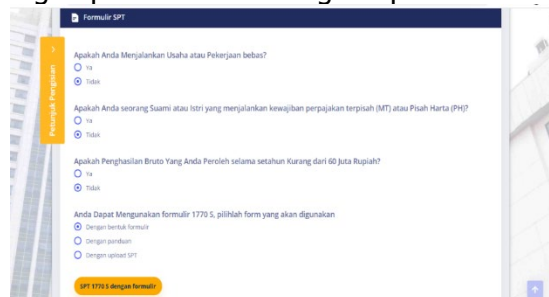 Formulir SPT
Petunjuk Pengisian
Apakah Anda Menjalankan Usaha atau Pekerjaan bebas?
Ya
Tidak
Apakah Anda seorang Suami atau Istri yang menjalankan kewajiban perpajakan terpisah (MT) atau Pisah Harta (PH)?
Ya
Tidak
Apakah Penghasilan Bruto Yang Anda Peroleh selama setahun Kurang dari 60 Juta Rupiah?
Ya
Tidak
Anda Dapat Mengunakan formulir 1770 S, pilihlah form yang akan digunakan
Dengan bentuk formulir
Dengan panduan
Dengan upload SPT
SPT 1770 S dengan formulir